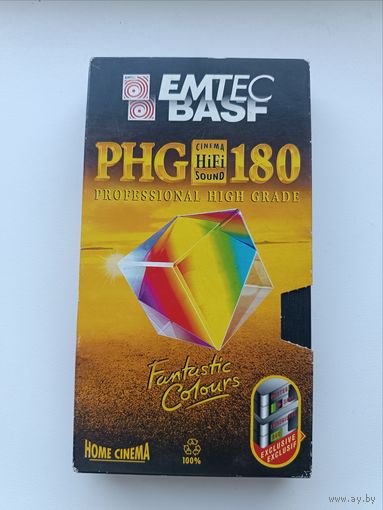 EMTEC
BASF
PHG CINEMA HiFi SOUND 180
PROFESSIONAL HIGH GRADE
Fantastic
Colours
HOME CINEMA
100%
EXCLUSIVE
EXCLUSIF
www.ay.by